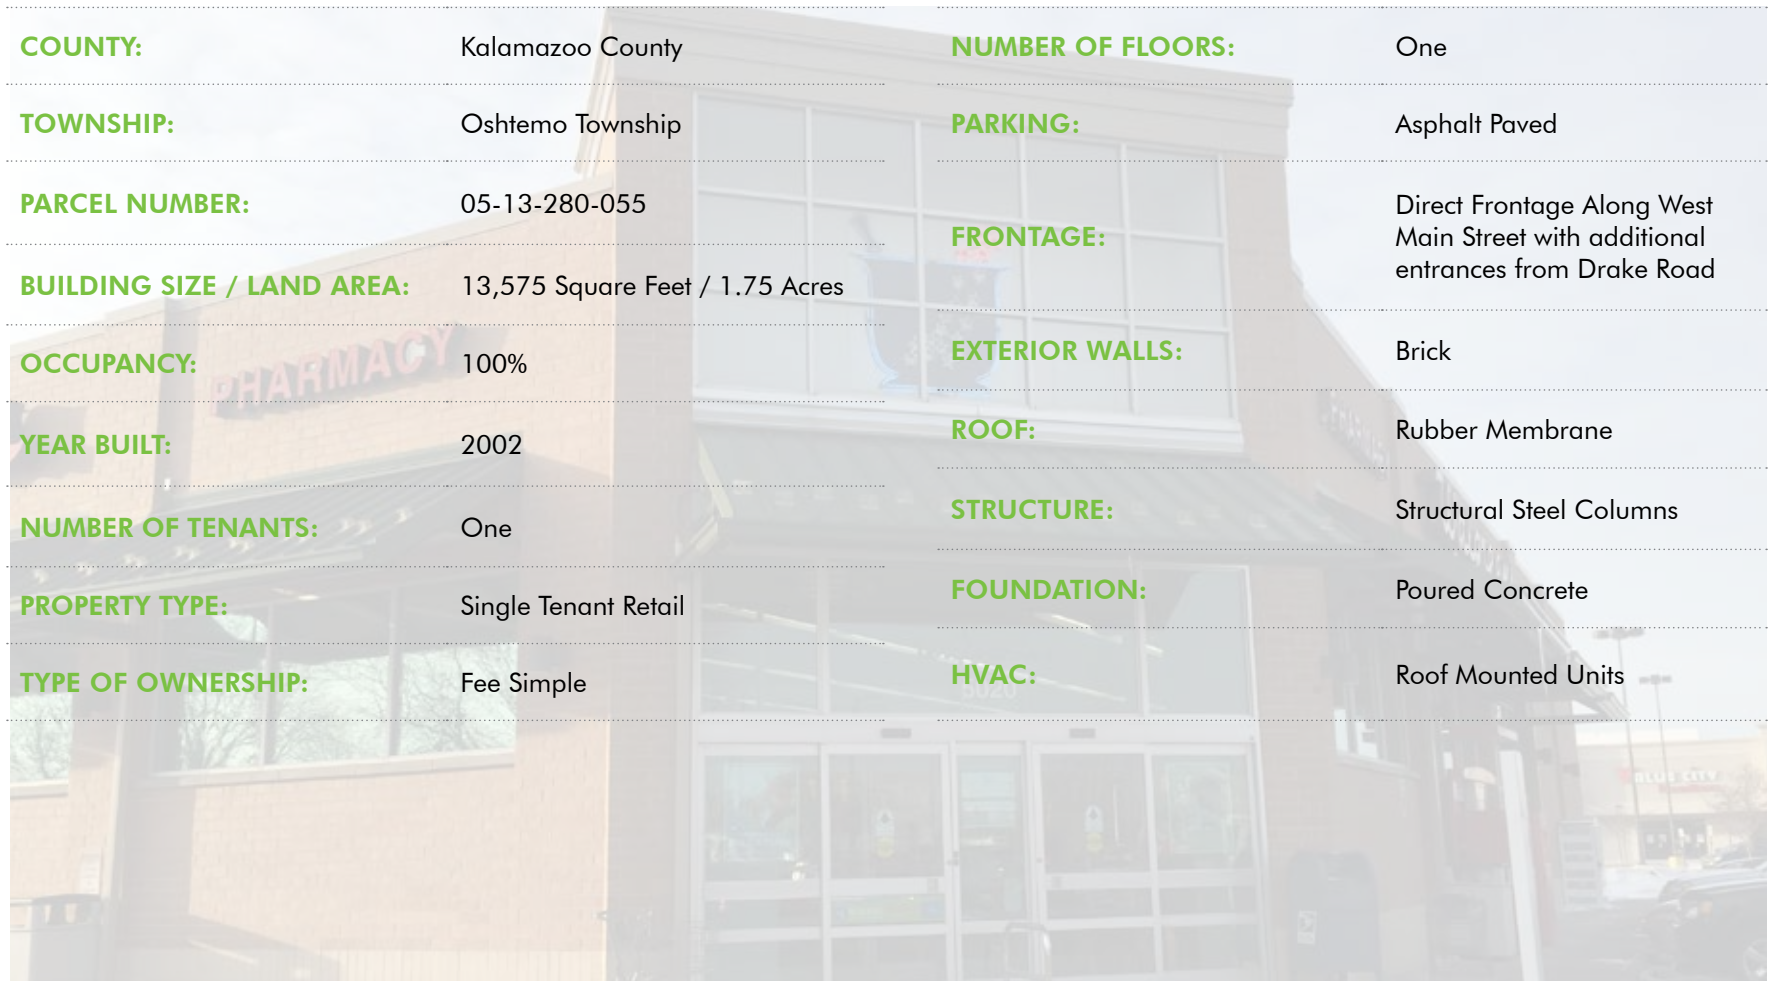 COUNTY: Kalamazoo County
TOWNSHIP: Oshtemo Township
PARCEL NUMBER: 05-13-280-055
BUILDING SIZE / LAND AREA: 13,575 Square Feet / 1.75 Acres
OCCUPANCY: 100%
YEAR BUILT: 2002
NUMBER OF TENANTS: One
PROPERTY TYPE: Single Tenant Retail
TYPE OF OWNERSHIP: Fee Simple
NUMBER OF FLOORS: One
PARKING: Asphalt Paved
FRONTAGE: Direct Frontage Along West
Main Street with additional
entrances from Drake Road
EXTERIOR WALLS: Brick
ROOF: Rubber Membrane
STRUCTURE: Structural Steel Columns
FOUNDATION: Poured Concrete
HVAC: Roof Mounted Units
PHARMACY
5020